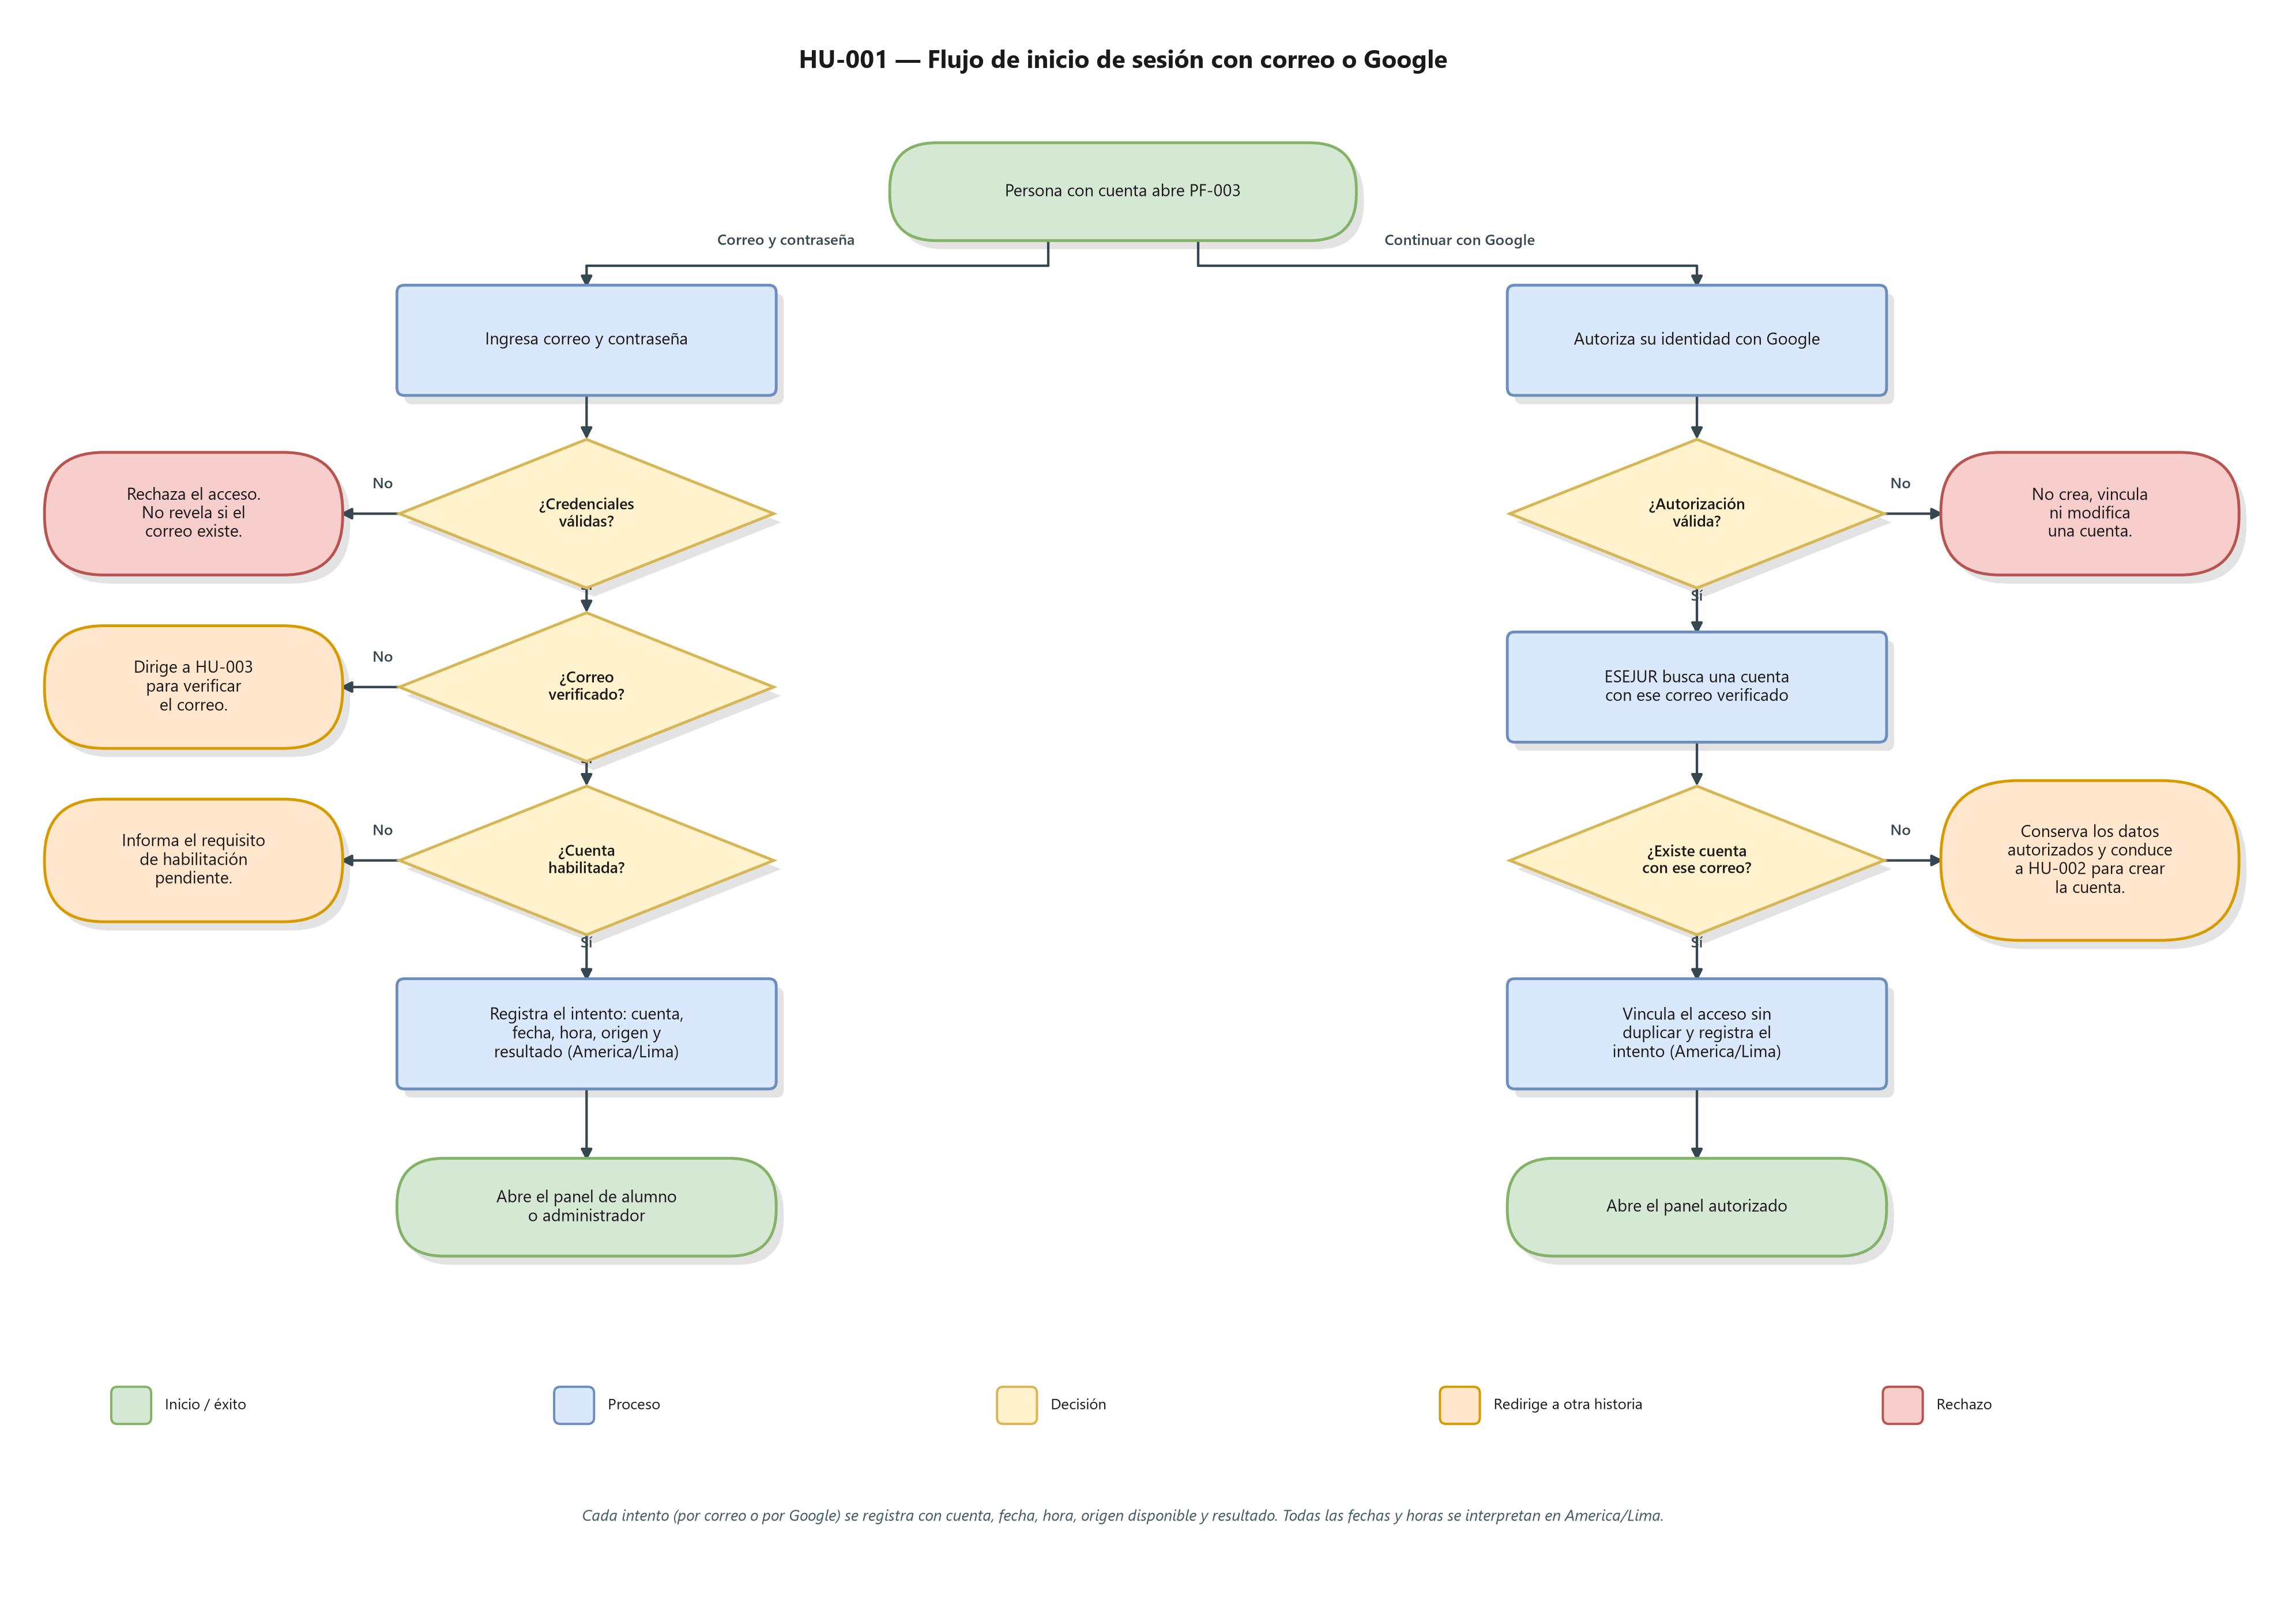 HU-001 — Flujo de inicio de sesión con correo o Google
Persona con cuenta abre PF-003
Correo y contraseña
Continuar con Google
Ingresa correo y contraseña
Autoriza su identidad con Google
¿Credenciales
válidas?
No
Rechaza el acceso.
No revela si el
correo existe.
¿Autorización
válida?
No
No crea, vincula
ni modifica
una cuenta.
Sí
¿Correo
verificado?
No
Dirige a HU-003
para verificar
el correo.
ESEJUR busca una cuenta
con ese correo verificado
¿Cuenta
habilitada?
No
Informa el requisito
de habilitación
pendiente.
Sí
¿Existe cuenta
con ese correo?
No
Conserva los datos
autorizados y conduce
a HU-002 para crear
la cuenta.
Sí
Registra el intento: cuenta,
fecha, hora, origen y
resultado (America/Lima)
Vincula el acceso sin
duplicar y registra el
intento (America/Lima)
Abre el panel de alumno
o administrador
Abre el panel autorizado
Inicio / éxito
Proceso
Decisión
Redirige a otra historia
Rechazo
Cada intento (por correo o por Google) se registra con cuenta, fecha, hora, origen disponible y resultado. Todas las fechas y horas se interpretan en America/Lima.